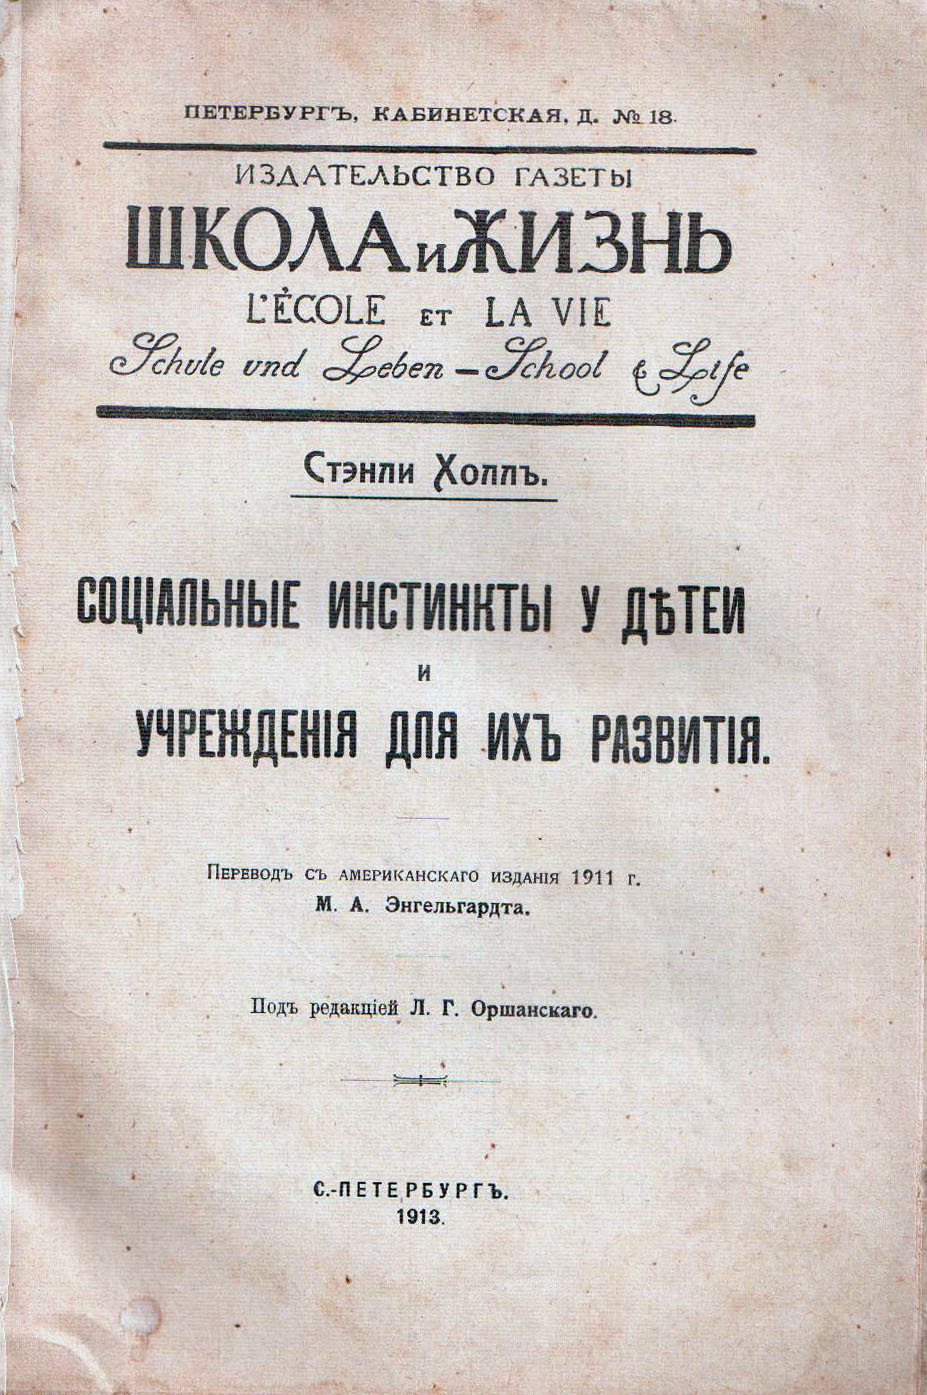 ПЕТЕРБУРГЪ, КАБИНЕТСКАЯ, Д. № 18.
ИЗДАТЕЛЬСТВО ГАЗЕТЫ
ШКОЛА и ЖИЗНЬ
L'ÉCOLE ET LA VIE
Schule und Leben — School & Life
Стэнли Холлъ.
СОЦІАЛЬНЫЕ ИНСТИНКТЫ У ДѢТЕЙ
И
УЧРЕЖДЕНІЯ ДЛЯ ИХЪ РАЗВИТІЯ.
Переводъ съ американскаго изданія 1911 г.
М. А. Энгельгардта.
Подъ редакціей Л. Г. Оршанскаго.
С.-ПЕТЕРБУРГЪ.
1913.